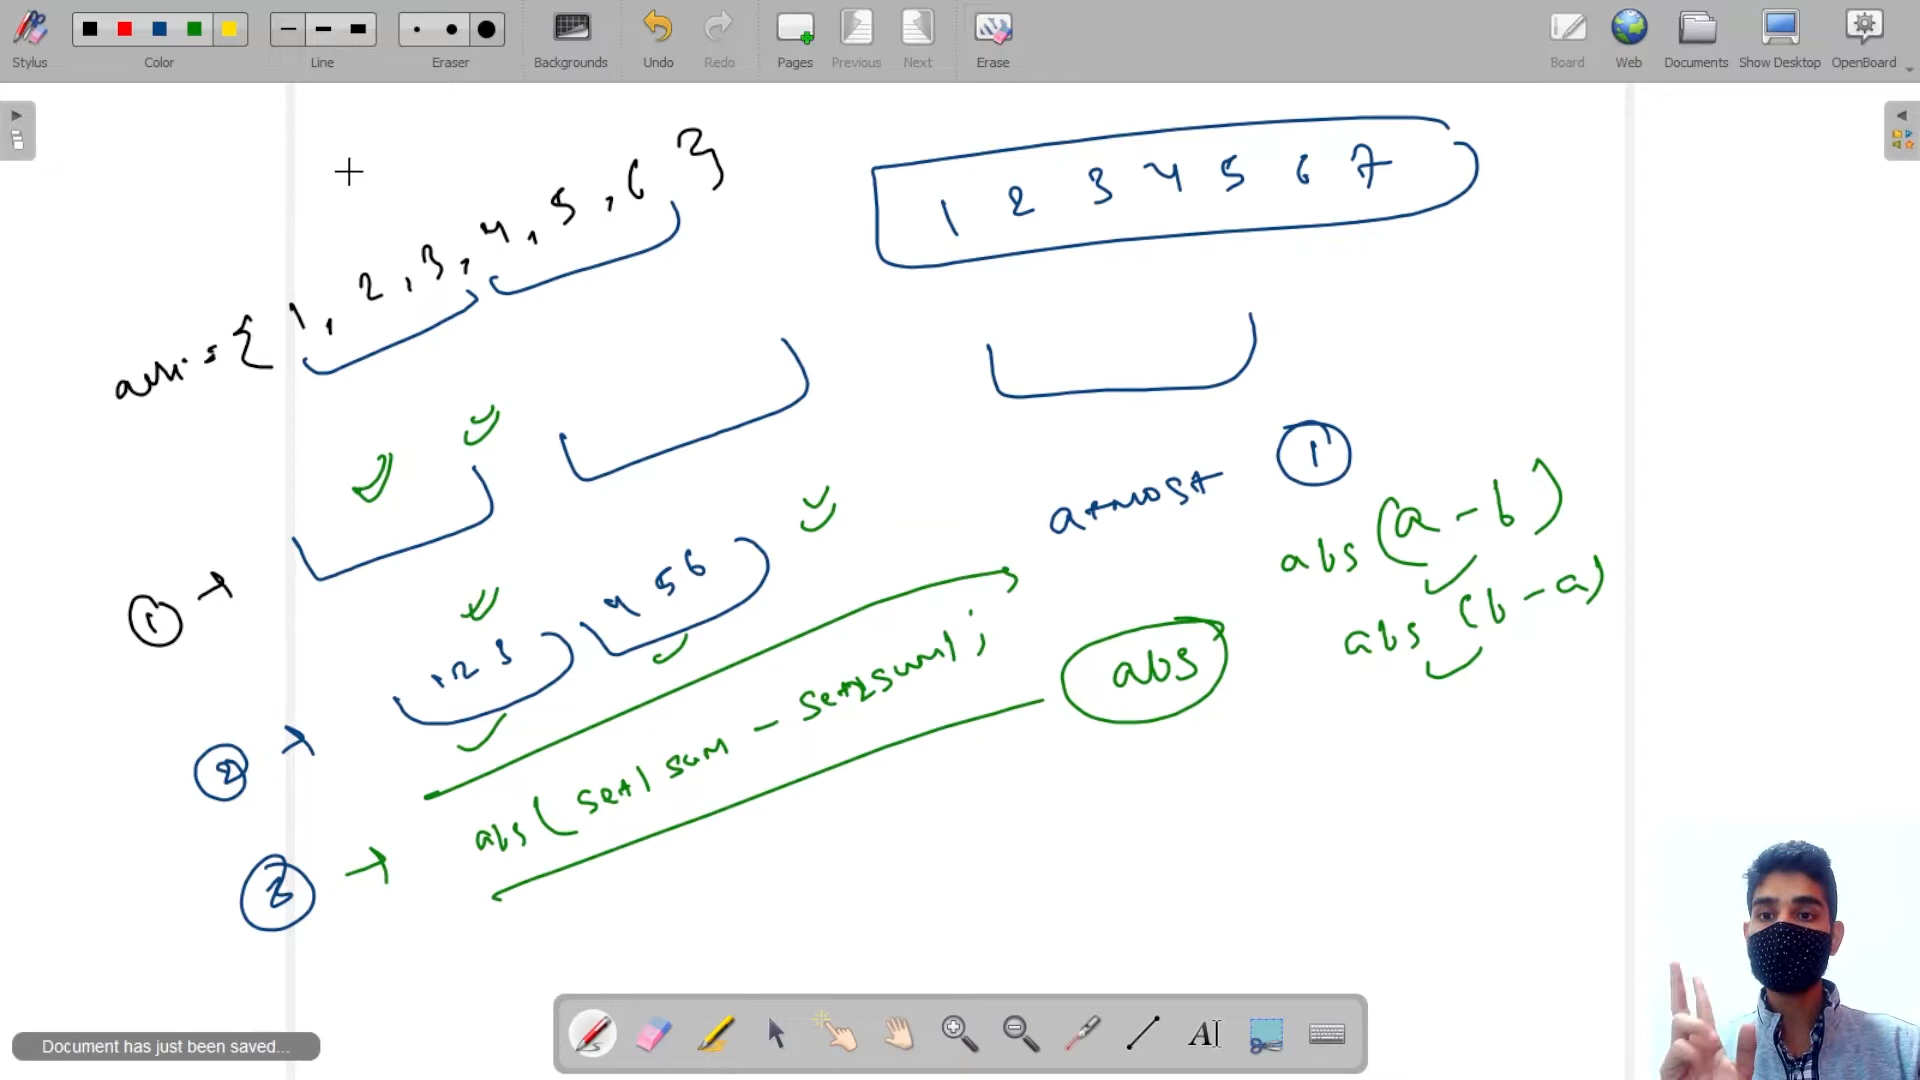 Stylus
Color
Line
Eraser
Backgrounds
Undo
Redo
Pages
Previous
Next
Erase
Board
Web
Documents
Show Desktop
OpenBoard
arr = { 1, 2, 3, 4, 5, 6 }
1 2 3 4 5 6 7
atmost 1
abs (a - b)
abs (b - a)
1 →
1 2 3
4 5 6
2 →
abs
3 → abs ( set1 sum - set2sum) ;
Document has just been saved...
AI